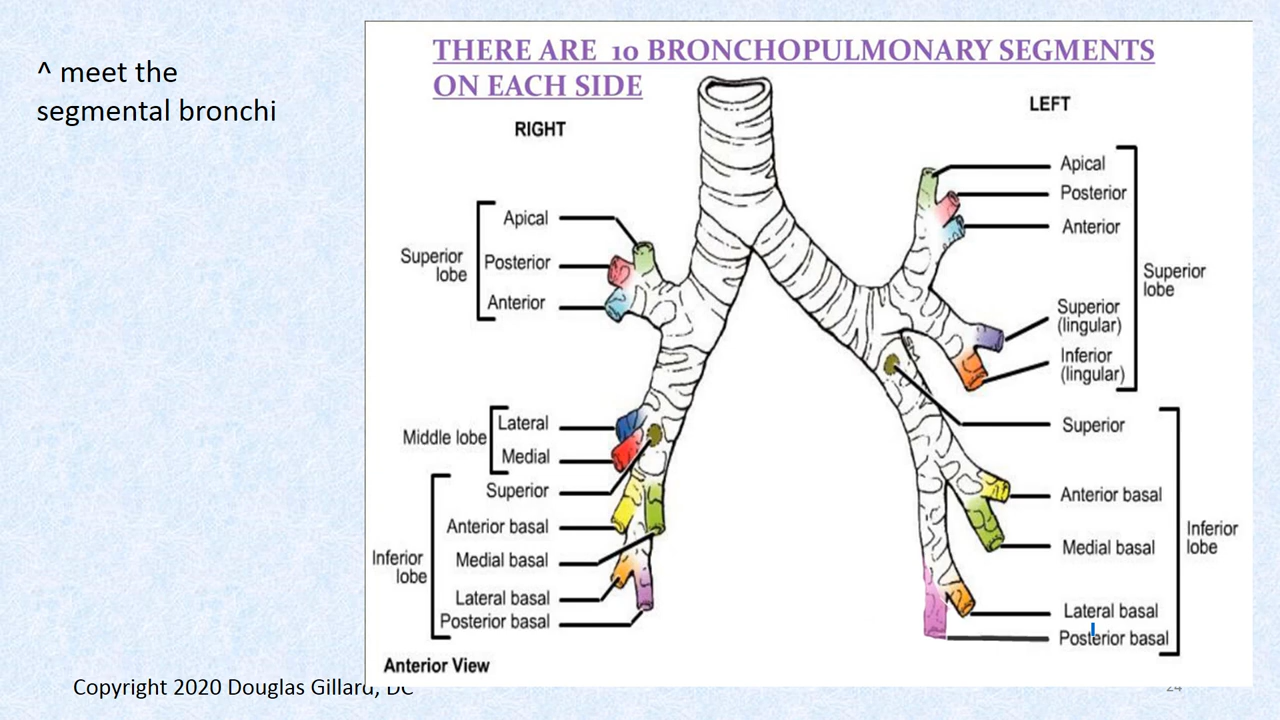 ^ meet the
segmental bronchi
THERE ARE 10 BRONCHOPULMONARY SEGMENTS
ON EACH SIDE
RIGHT
LEFT
Apical
Posterior
Anterior
Superior
lobe
Lateral
Medial
Middle lobe
Superior
Anterior basal
Medial basal
Lateral basal
Posterior basal
Inferior
lobe
Apical
Posterior
Anterior
Superior
(lingular)
Inferior
(lingular)
Superior
lobe
Superior
Anterior basal
Medial basal
Lateral basal
Posterior basal
Inferior
lobe
Anterior View
Copyright 2020 Douglas Gillard, DC
24